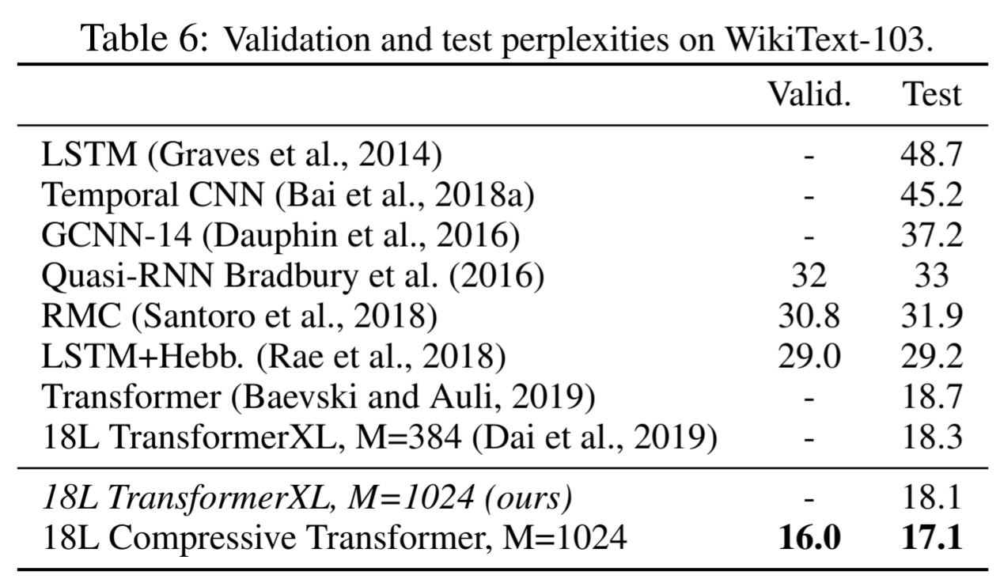 Table 6: Validation and test perplexities on WikiText-103.
Valid. Test
LSTM (Graves et al., 2014) - 48.7
Temporal CNN (Bai et al., 2018a) - 45.2
GCNN-14 (Dauphin et al., 2016) - 37.2
Quasi-RNN Bradbury et al. (2016) 32 33
RMC (Santoro et al., 2018) 30.8 31.9
LSTM+Hebb. (Rae et al., 2018) 29.0 29.2
Transformer (Baevski and Auli, 2019) - 18.7
18L TransformerXL, M=384 (Dai et al., 2019) - 18.3
18L TransformerXL, M=1024 (ours) - 18.1
18L Compressive Transformer, M=1024 16.0 17.1